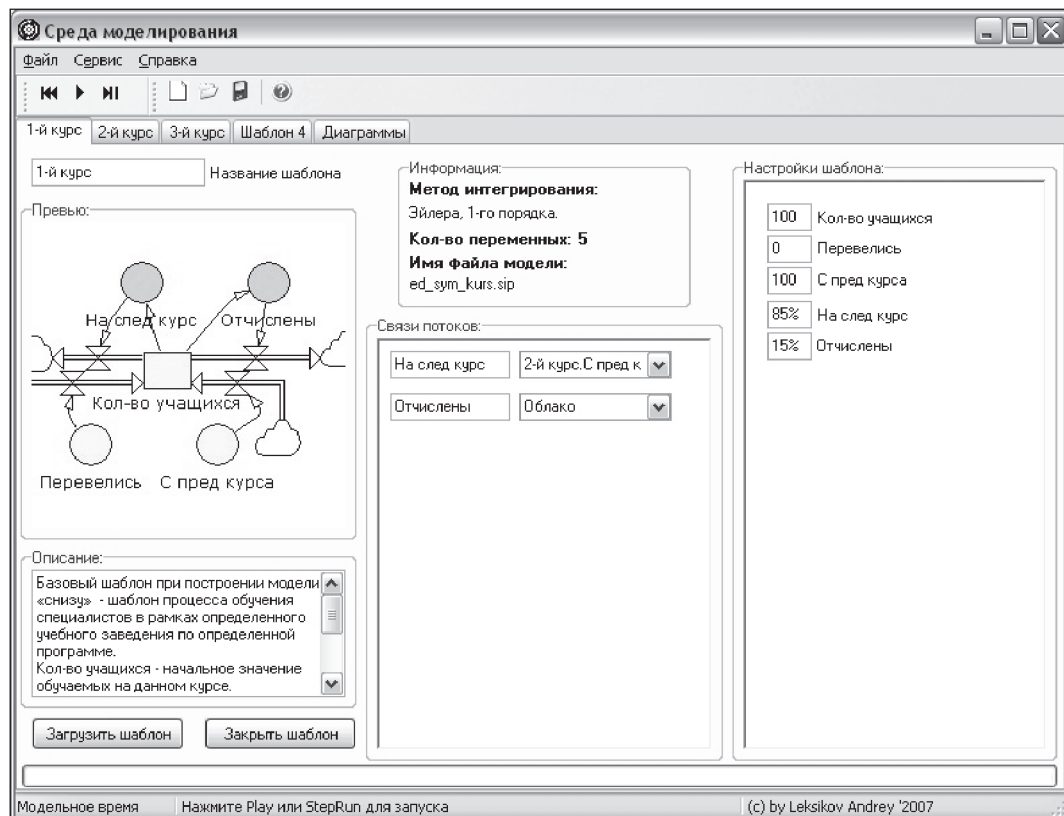 Среда моделирования
Файл Сервис Справка
1-й курс 2-й курс 3-й курс Шаблон 4 Диаграммы
1-й курс Название шаблона
Превью:
На след курс Отчислены
Кол-во учащихся
Перевелись С пред курса
Описание:
Базовый шаблон при построении модели
«снизу» - шаблон процесса обучения
специалистов в рамках определенного
учебного заведения по определенной
программе.
Кол-во учащихся - начальное значение
обучаемых на данном курсе.
Загрузить шаблон Закрыть шаблон
Информация:
Метод интегрирования:
Эйлера, 1-го порядка.
Кол-во переменных: 5
Имя файла модели:
ed_sym_kurs.sip
Связи потоков:
На след курс 2-й курс.С пред к
Отчислены Облако
Настройки шаблона:
100 Кол-во учащихся
0 Перевелись
100 С пред курса
85% На след курс
15% Отчислены
Модельное время Нажмите Play или StepRun для запуска (c) by Leksikov Andrey '2007